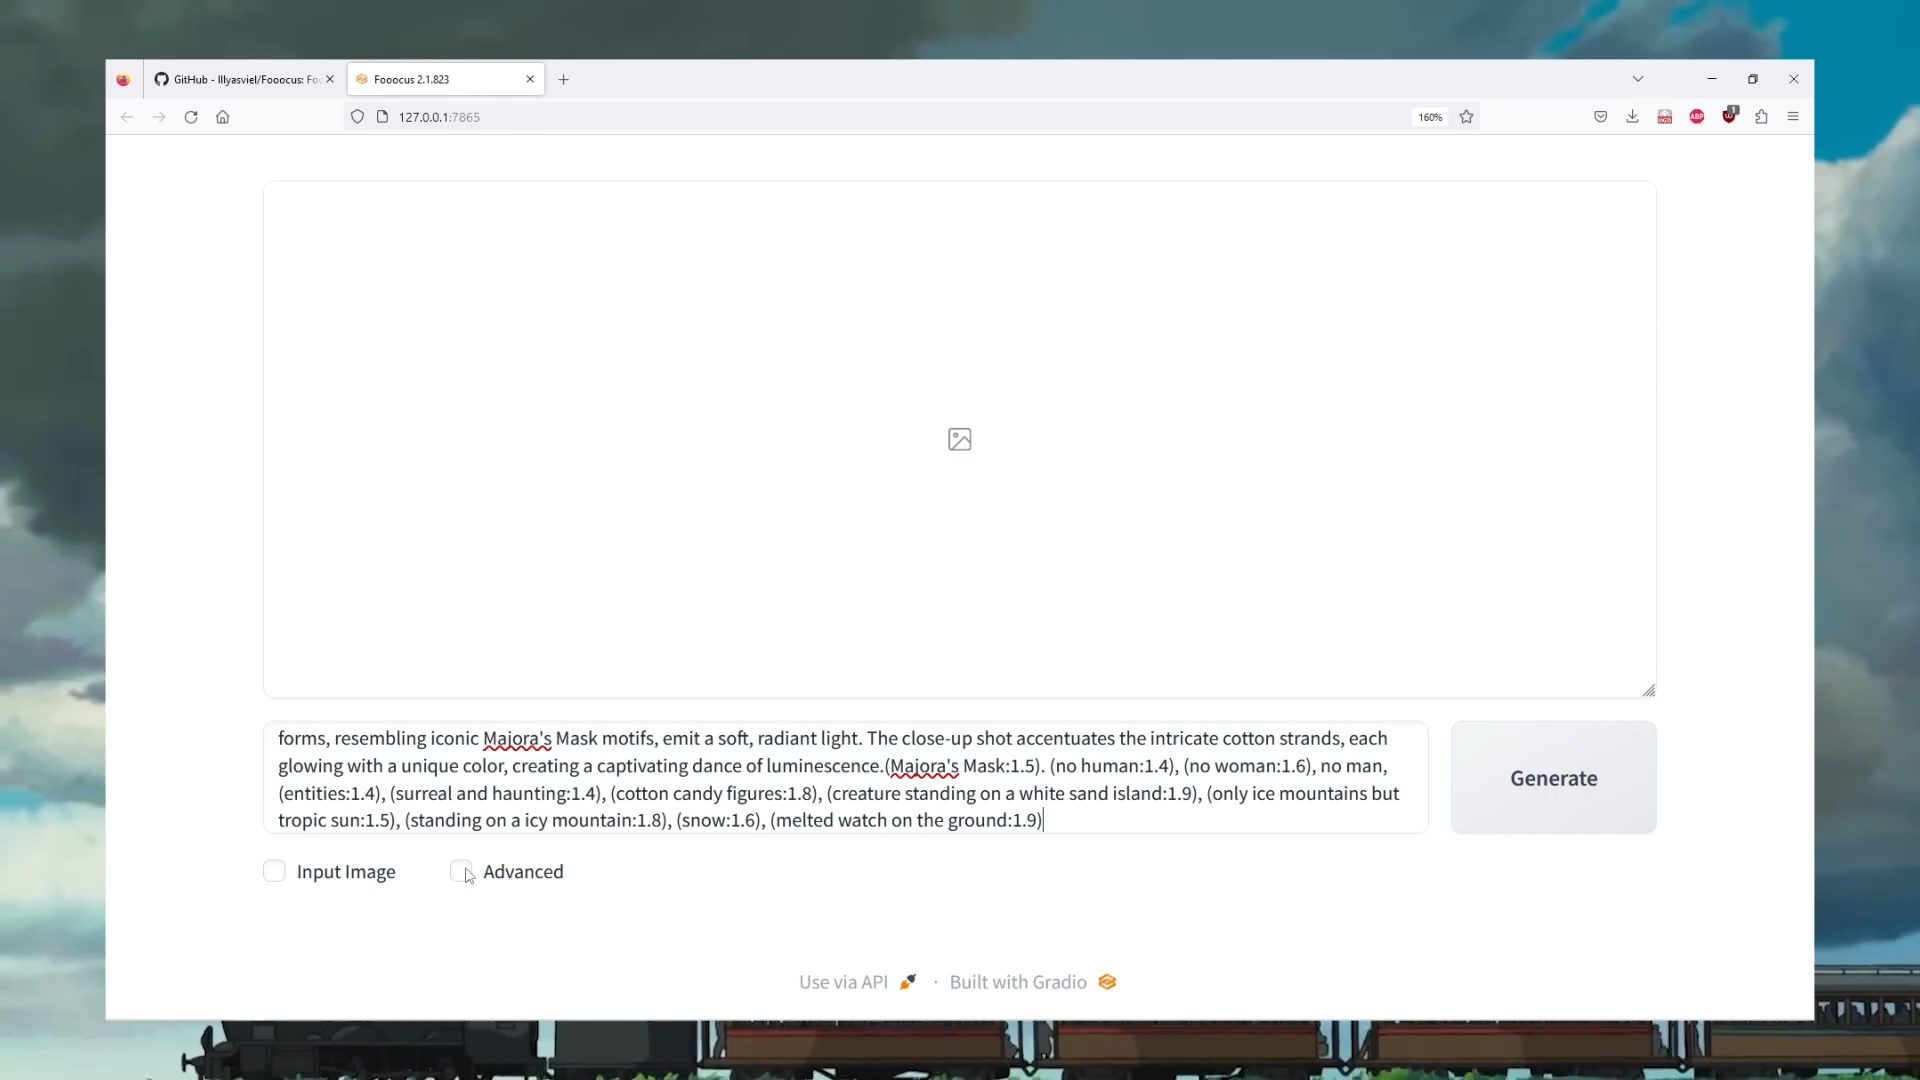 GitHub - lllyasviel/Fooocus: Fo
Fooocus 2.1.823
127.0.0.1:7865
160%
ABP
1
forms, resembling iconic Majora's Mask motifs, emit a soft, radiant light. The close-up shot accentuates the intricate cotton strands, each
glowing with a unique color, creating a captivating dance of luminescence.(Majora's Mask:1.5). (no human:1.4), (no woman:1.6), no man,
(entities:1.4), (surreal and haunting:1.4), (cotton candy figures:1.8), (creature standing on a white sand island:1.9), (only ice mountains but
tropic sun:1.5), (standing on a icy mountain:1.8), (snow:1.6), (melted watch on the ground:1.9)
Generate
Input Image
Advanced
Use via API · Built with Gradio